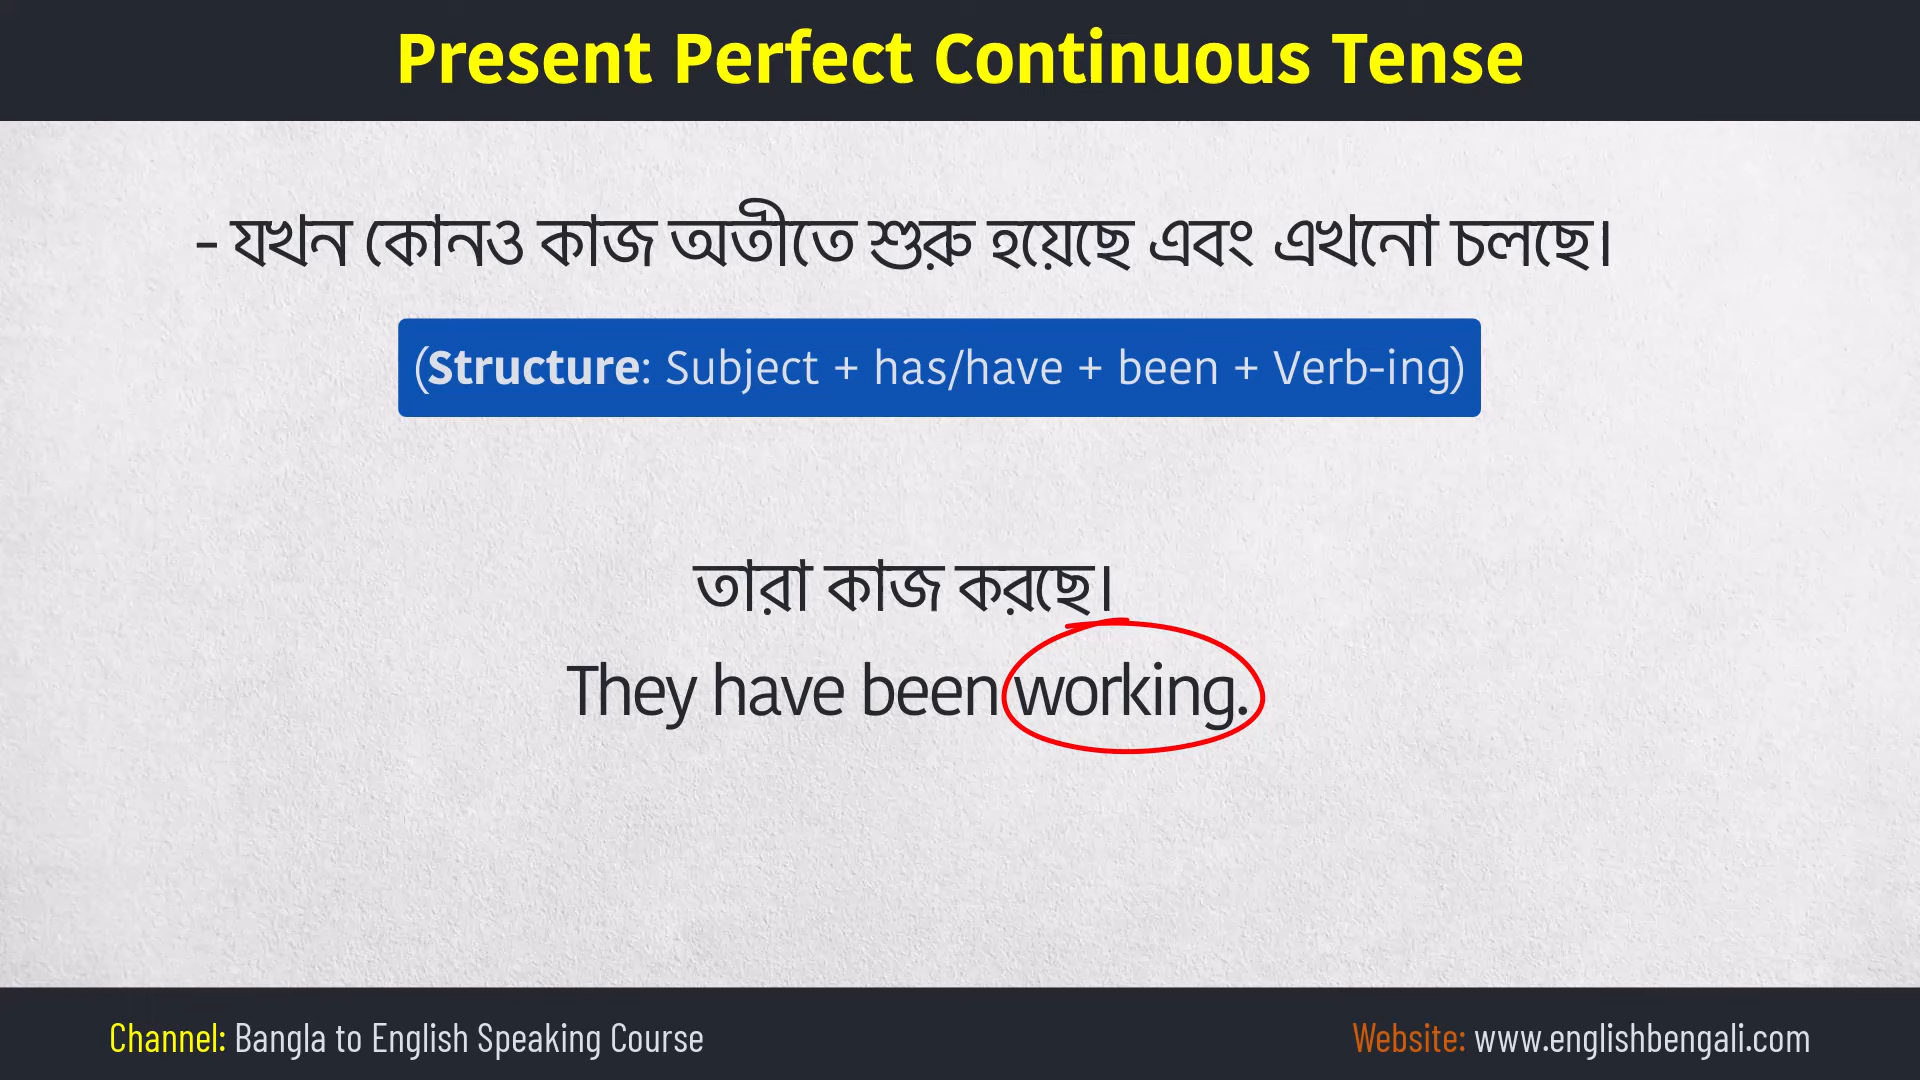 Present Perfect Continuous Tense
- যখন কোনও কাজ অতীতে শুরু হয়েছে এবং এখনো চলছে।
(Structure: Subject + has/have + been + Verb-ing)
তারা কাজ করছে।
They have been working.
Channel: Bangla to English Speaking Course
Website: www.englishbengali.com